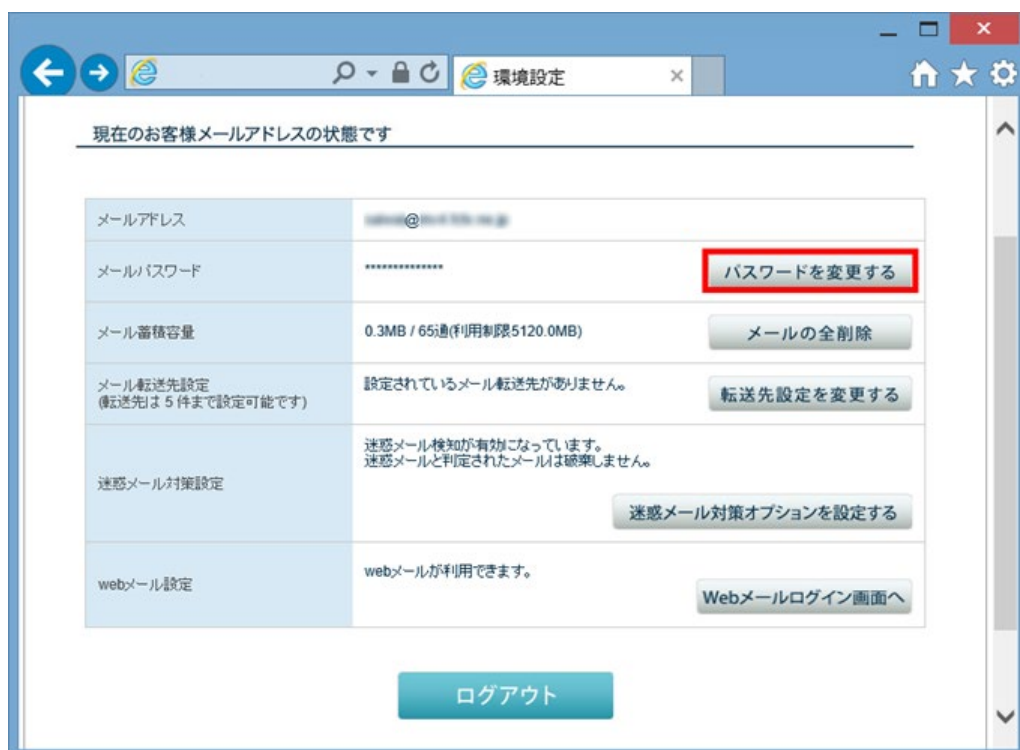 環境設定
現在のお客様メールアドレスの状態です
メールアドレス
@
メールパスワード
**************
パスワードを変更する
メール蓄積容量
0.3MB / 65通(利用制限5120.0MB)
メールの全削除
メール転送先設定
(転送先は5件まで設定可能です)
設定されているメール転送先がありません。
転送先設定を変更する
迷惑メール対策設定
迷惑メール検知が有効になっています。
迷惑メールと判定されたメールは破棄しません。
迷惑メール対策オプションを設定する
webメール設定
webメールが利用できます。
Webメールログイン画面へ
ログアウト